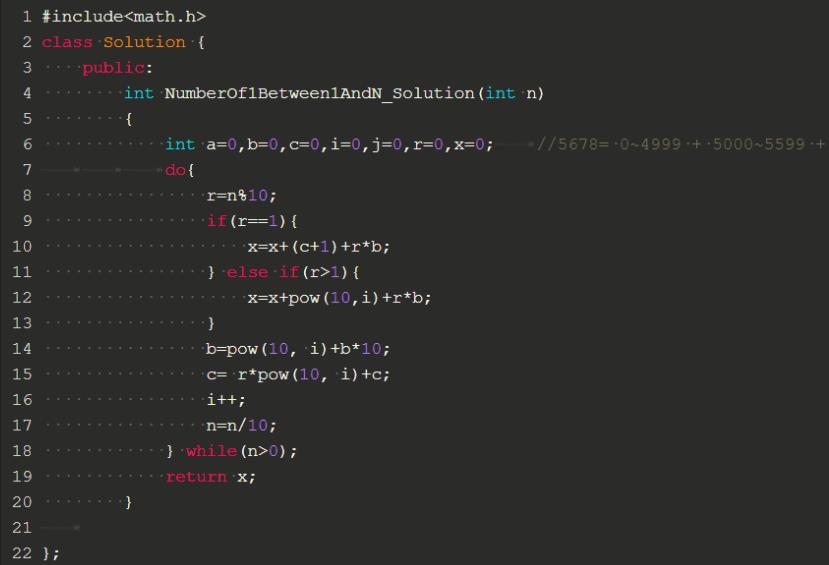 1 #include<math.h>
2 class Solution {
3 public:
4 int NumberOf1Between1AndN_Solution(int n)
5 {
6 int a=0,b=0,c=0,i=0,j=0,r=0,x=0; //5678= 0~4999 + 5000~5599 +
7 do{
8 r=n%10;
9 if(r==1){
10 x=x+(c+1)+r*b;
11 } else if(r>1){
12 x=x+pow(10,i)+r*b;
13 }
14 b=pow(10, i)+b*10;
15 c= r*pow(10, i)+c;
16 i++;
17 n=n/10;
18 } while(n>0);
19 return x;
20 }
21
22 };